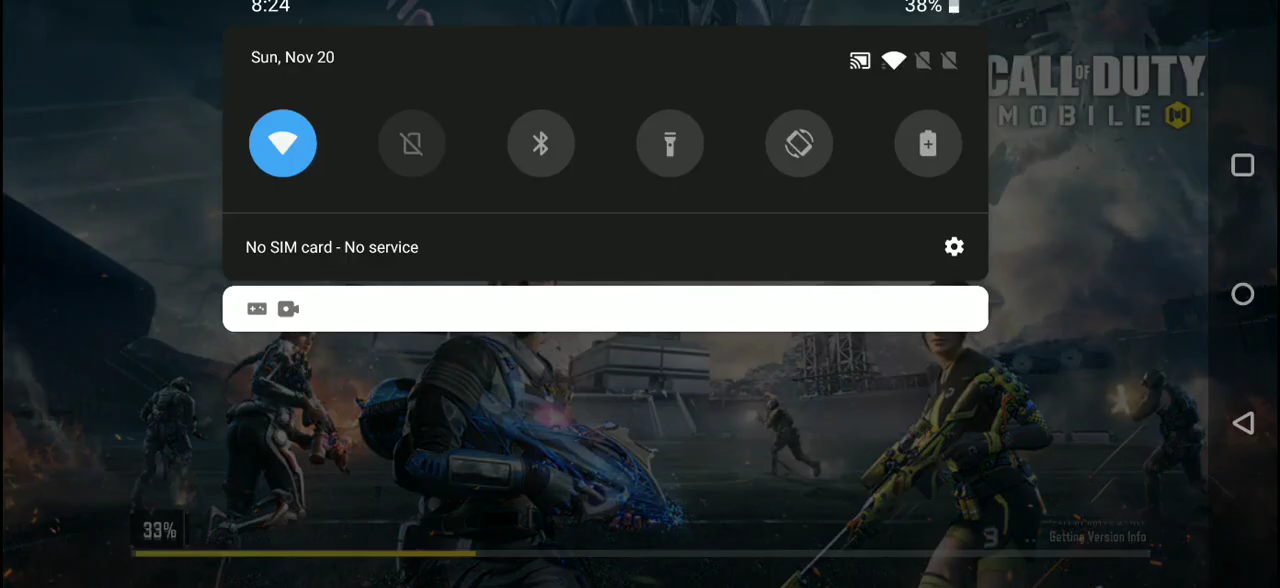 8:24
38%
Sun, Nov 20
CALL OF DUTY
MOBILE
No SIM card - No service
33%
Getting Version Info